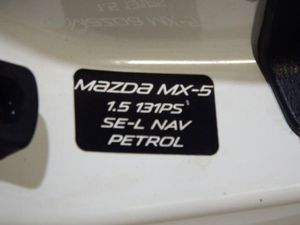 Mazda MX-5
1.5 131PS
SE-L NAV
PETROL